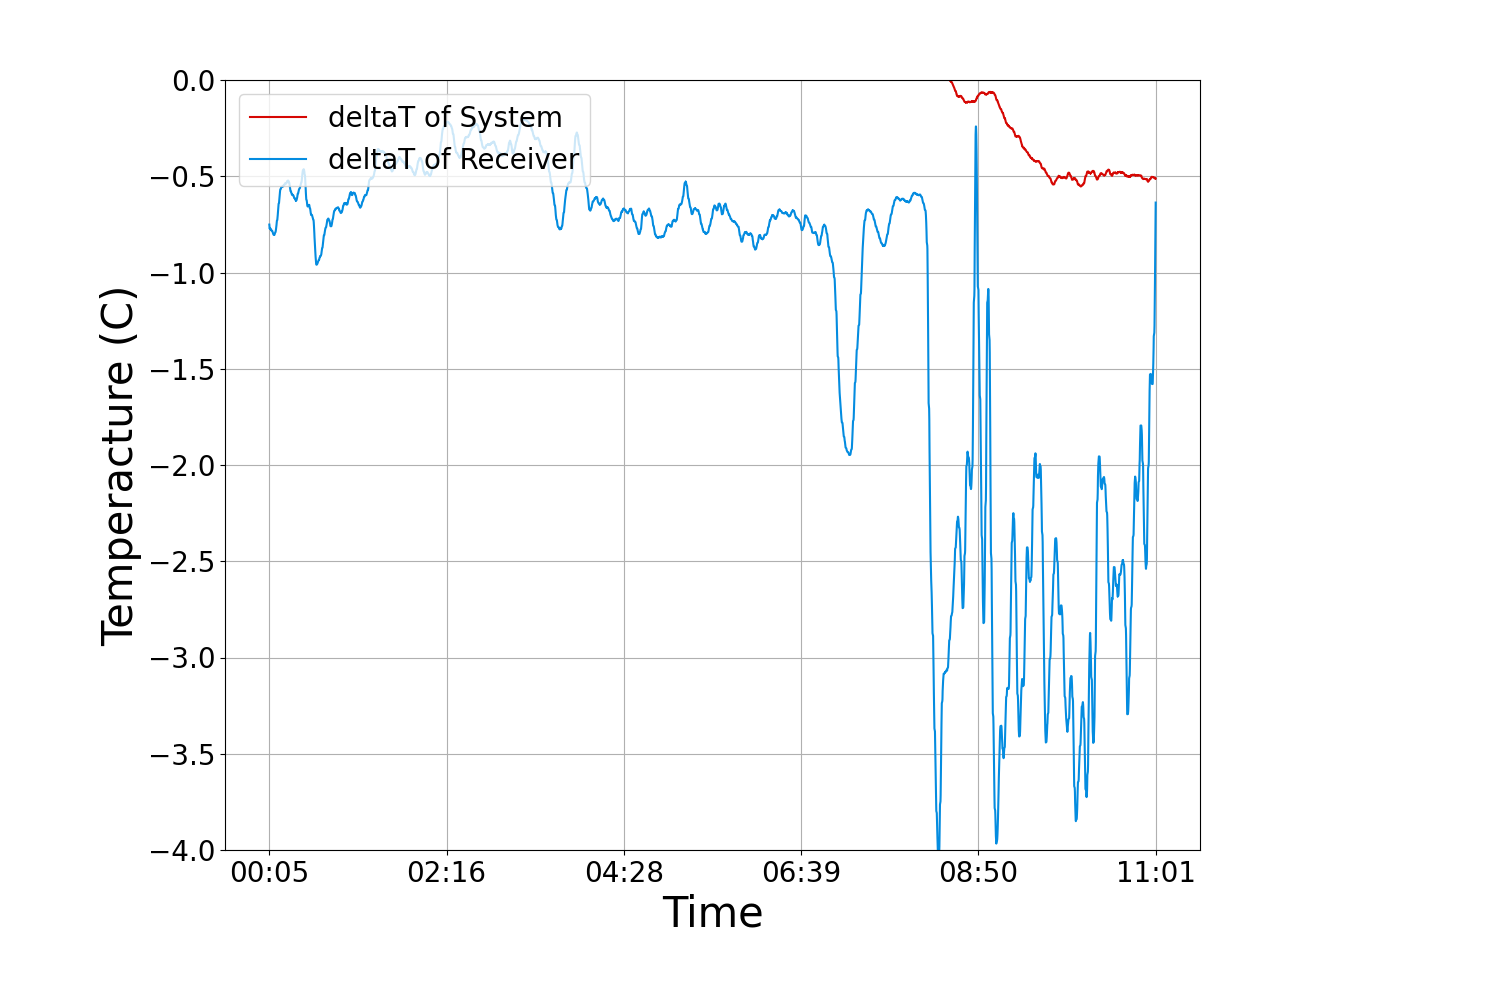 deltaT of System
deltaT of Receiver
0.0
−0.5
−1.0
−1.5
−2.0
−2.5
−3.0
−3.5
−4.0
Temperacture (C)
00:05 02:16 04:28 06:39 08:50 11:01
Time